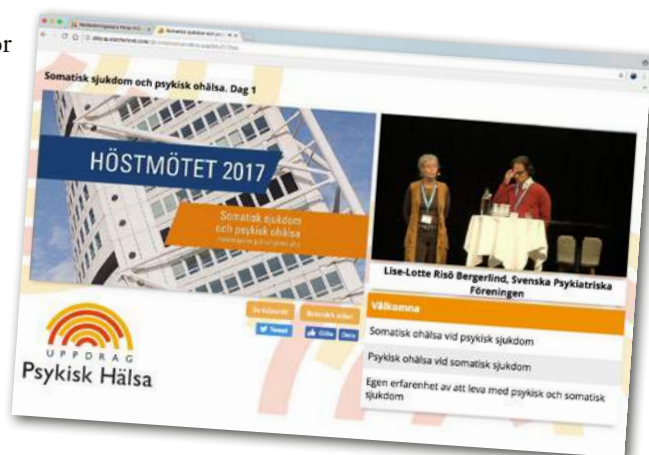 or
Somatisk sjukdom och psykisk ohälsa. Dag 1
HÖSTMÖTET 2017
Somatisk sjukdom
och psykisk ohälsa
Lise-Lotte Risö Bergerlind, Svenska Psykiatriska
Föreningen
Välkomna
Somatisk ohälsa vid psykisk sjukdom
Psykisk ohälsa vid somatisk sjukdom
Egen erfarenhet av att leva med psykisk och somatisk
sjukdom
Tweet
Gilla Dela
UPPDRAG
Psykisk Hälsa